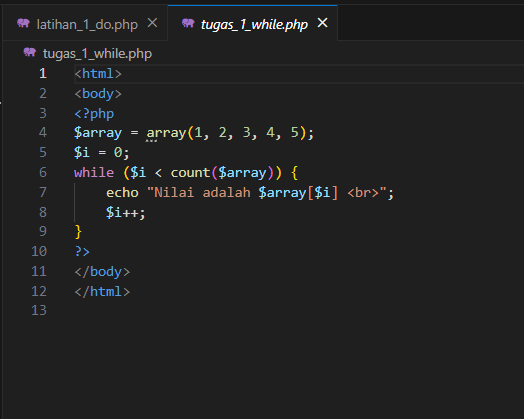 latihan_1_do.php
tugas_1_while.php
tugas_1_while.php
1 <html>
2 <body>
3 <?php
4 $array = array(1, 2, 3, 4, 5);
5 $i = 0;
6 while ($i < count($array)) {
7     echo "Nilai adalah $array[$i] <br>";
8     $i++;
9 }
10 ?>
11 </body>
12 </html>
13